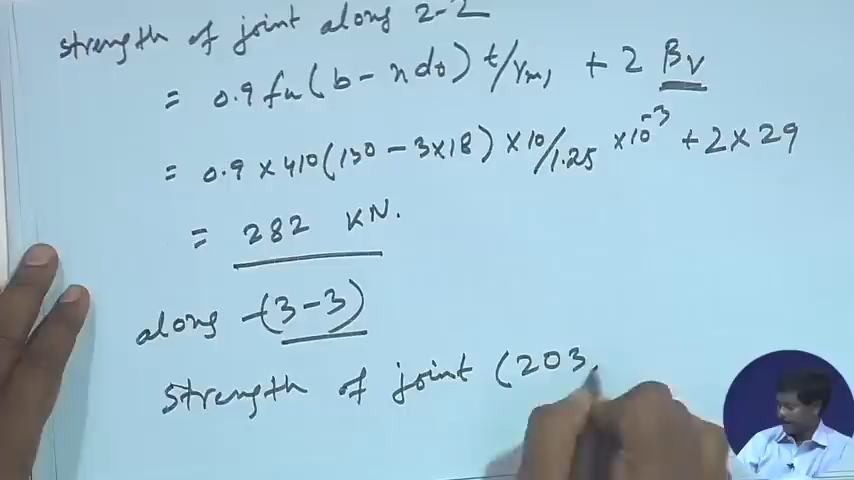 strength of joint along 2-2
= 0.9 fu (b - n do) t/γm1 + 2 βv
= 0.9 × 410 (130 - 3×18) × 10/1.25 × 10^-3 + 2 × 29
= 282 KN.
along (3-3)
Strength of joint (203.